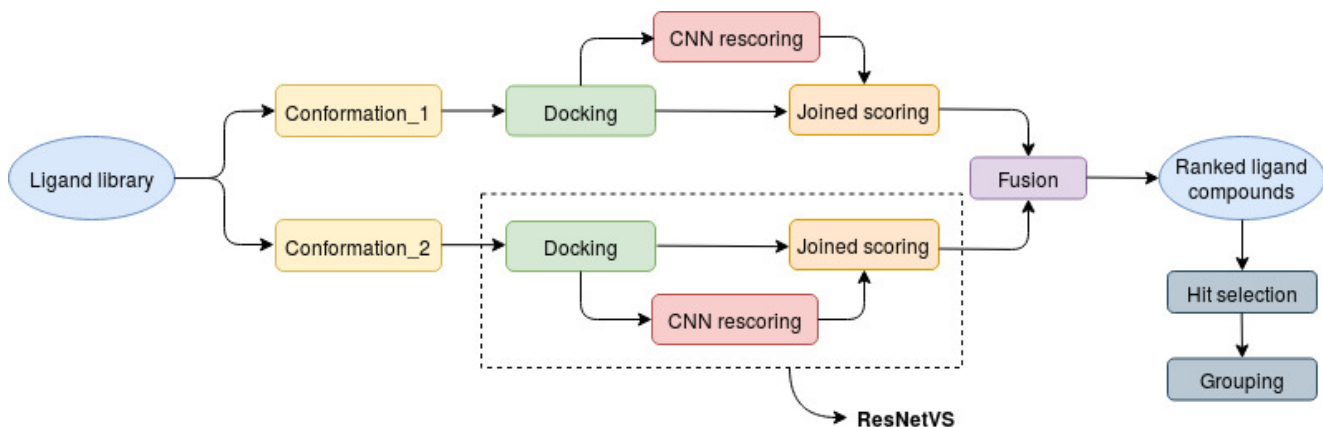 CNN rescoring
Conformation_1
Docking
Joined scoring
Ligand library
Fusion
Ranked ligand
compounds
Conformation_2
Docking
Joined scoring
CNN rescoring
Hit selection
Grouping
ResNetVS